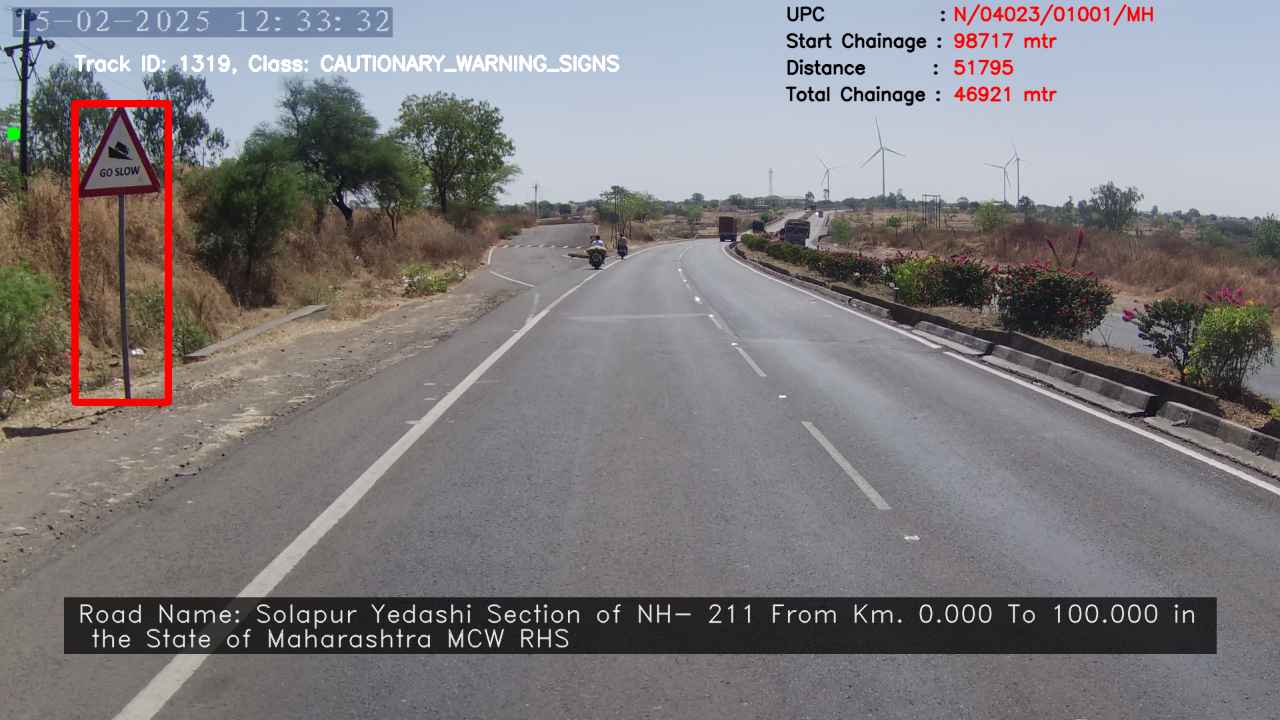 15-02-2025 12:33:32
UPC : N/04023/01001/MH
Start Chainage : 98717 mtr
Distance : 51795
Total Chainage : 46921 mtr
Track ID: 1319, Class: CAUTIONARY_WARNING_SIGNS
GO SLOW
Road Name: Solapur Yedashi Section of NH- 211 From Km. 0.000 To 100.000 in
the State of Maharashtra MCW RHS